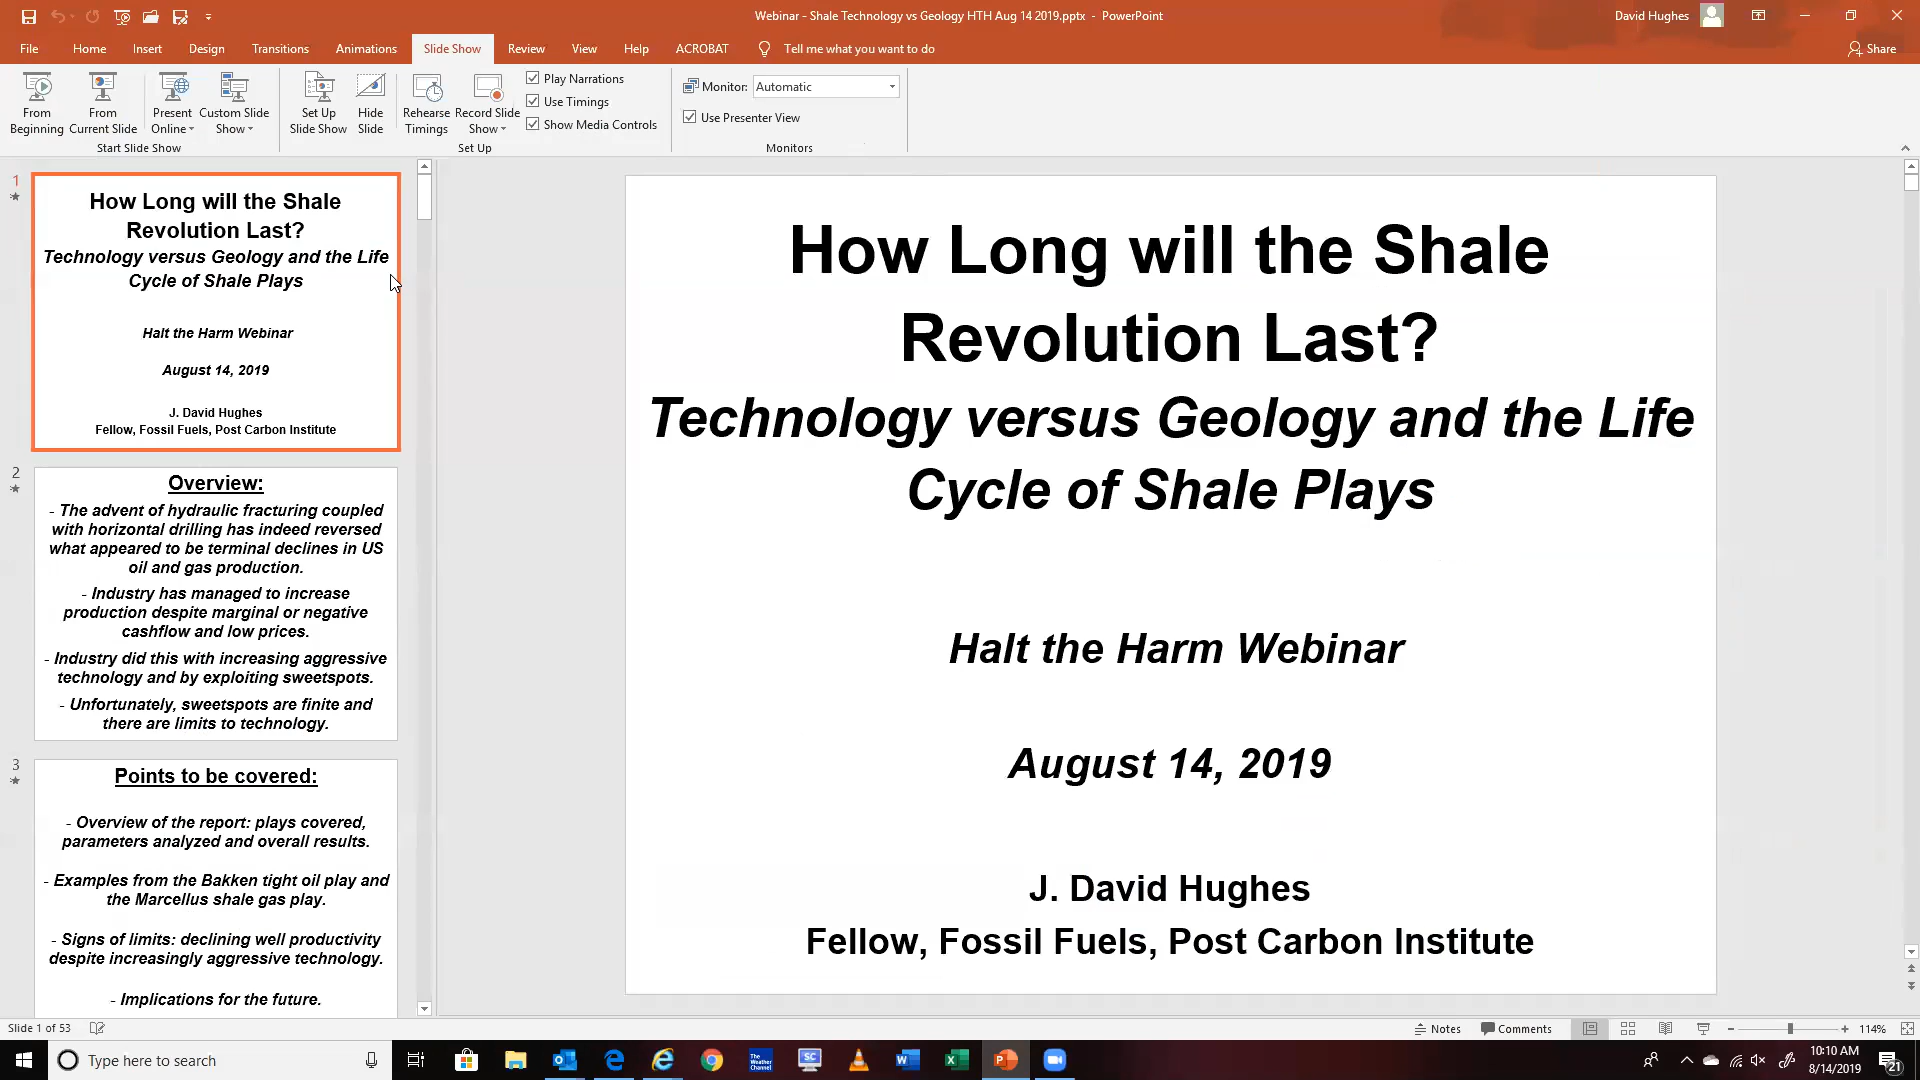 Webinar - Shale Technology vs Geology HTH Aug 14 2019.pptx - PowerPoint
David Hughes
File Home Insert Design Transitions Animations Slide Show Review View Help ACROBAT Tell me what you want to do
Share
From Beginning
From Current Slide
Present Online
Custom Slide Show
Start Slide Show
Set Up Slide Show
Hide Slide
Rehearse Timings
Record Slide Show
Play Narrations
Use Timings
Show Media Controls
Set Up
Monitor: Automatic
Use Presenter View
Monitors
1
How Long will the Shale
Revolution Last?
Technology versus Geology and the Life
Cycle of Shale Plays
Halt the Harm Webinar
August 14, 2019
J. David Hughes
Fellow, Fossil Fuels, Post Carbon Institute
2
Overview:
- The advent of hydraulic fracturing coupled
with horizontal drilling has indeed reversed
what appeared to be terminal declines in US
oil and gas production.
- Industry has managed to increase
production despite marginal or negative
cashflow and low prices.
- Industry did this with increasing aggressive
technology and by exploiting sweetspots.
- Unfortunately, sweetspots are finite and
there are limits to technology.
3
Points to be covered:
- Overview of the report: plays covered,
parameters analyzed and overall results.
- Examples from the Bakken tight oil play and
the Marcellus shale gas play.
- Signs of limits: declining well productivity
despite increasingly aggressive technology.
- Implications for the future.
How Long will the Shale
Revolution Last?
Technology versus Geology and the Life
Cycle of Shale Plays
Halt the Harm Webinar
August 14, 2019
J. David Hughes
Fellow, Fossil Fuels, Post Carbon Institute
Slide 1 of 53
Notes Comments 114%
Type here to search
The Weather Channel
SC
10:10 AM
8/14/2019
21